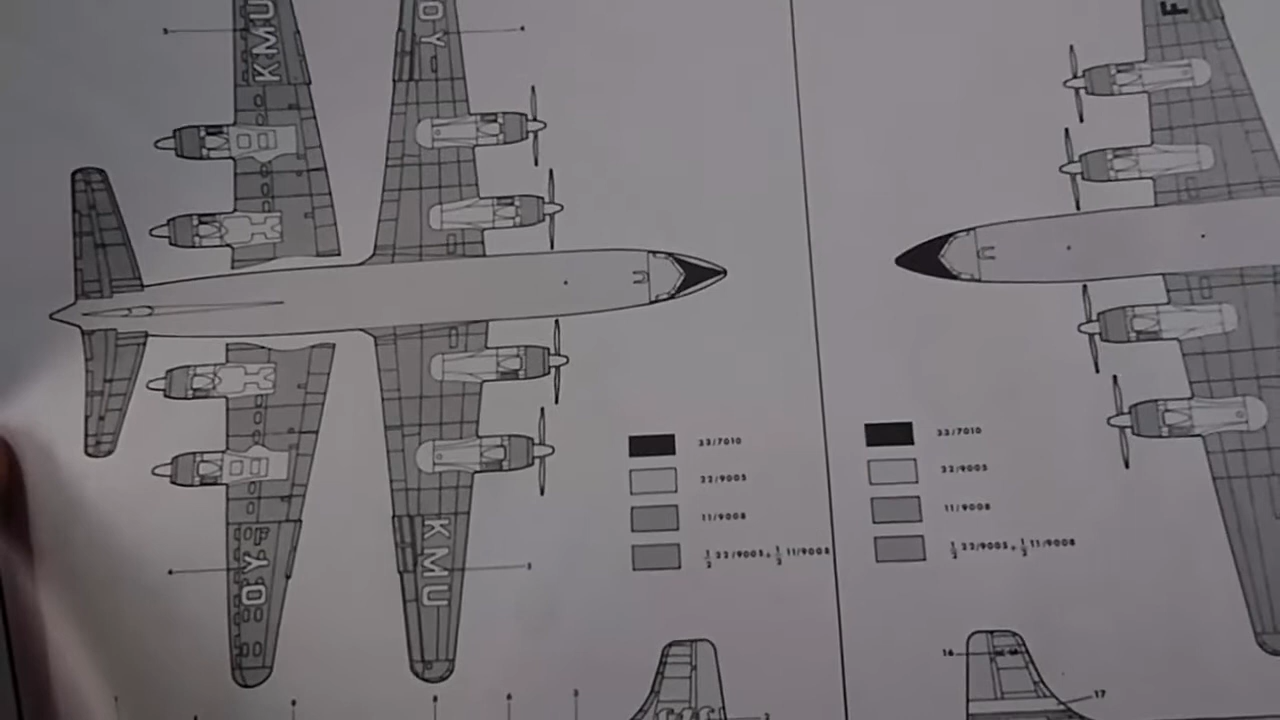 KMU
OY
F
33/7010
22/9005
11/9008
1/2 22/9005 + 1/2 11/9008
33/7010
22/9005
11/9008
1/2 22/9005 + 1/2 11/9008
OY
KMU
16
17